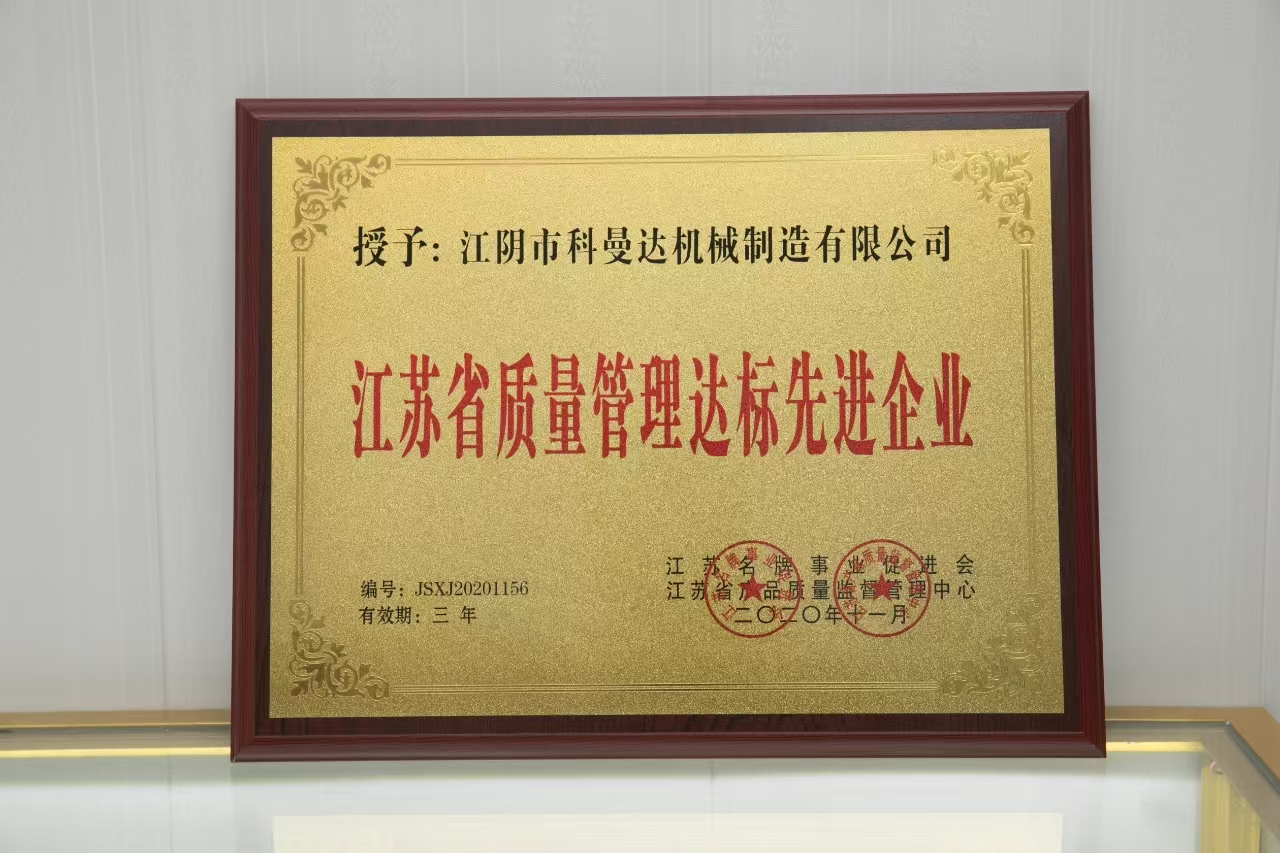 授予:江阴市科曼达机械制造有限公司
江苏省质量管理达标先进企业
编号:JSXJ20201156
有效期:三年
江苏名牌事业促进会
江苏省产品质量监督管理中心
二〇二〇年十一月